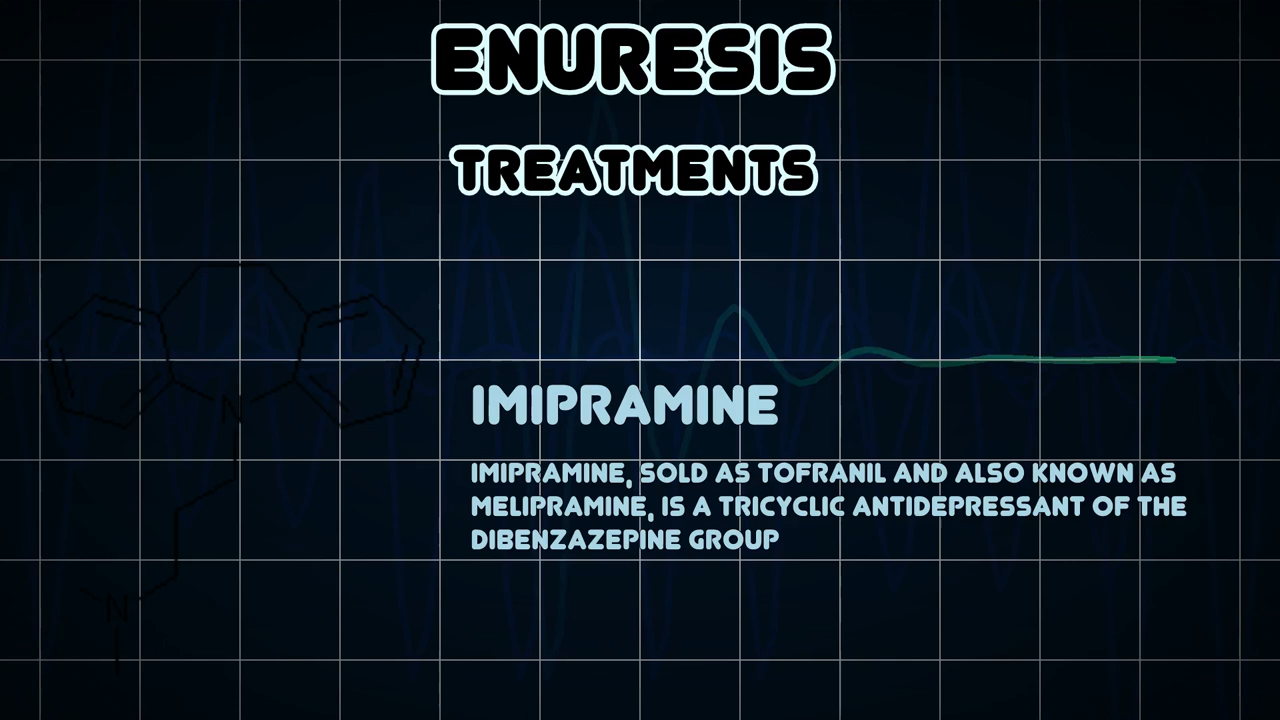 ENURESIS
TREATMENTS
N
IMIPRAMINE
IMIPRAMINE, SOLD AS TOFRANIL AND ALSO KNOWN AS
MELIPRAMINE, IS A TRICYCLIC ANTIDEPRESSANT OF THE
DIBENZAZEPINE GROUP
N